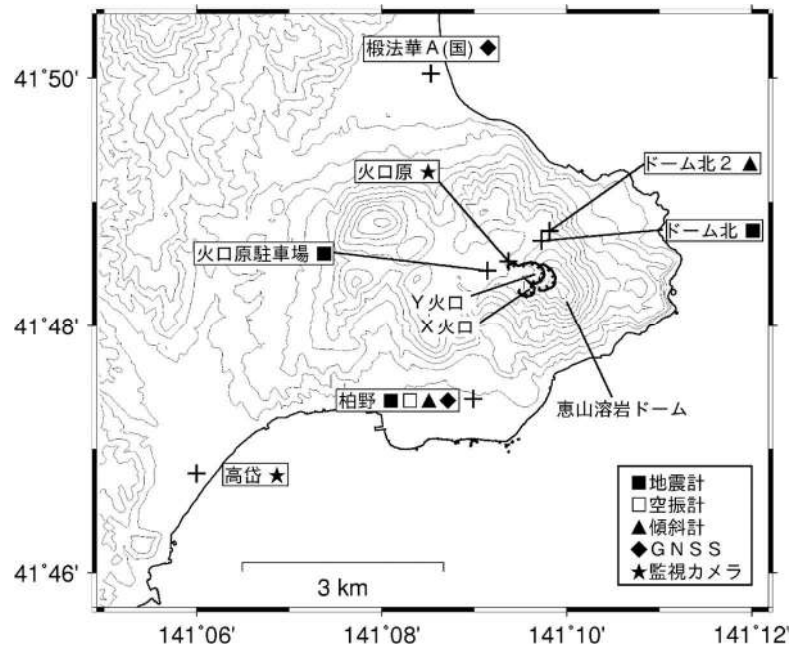 椴法華A(国) ◆
41˚50'
ドーム北2 ▲
火口原 ★
ドーム北 ■
火口原駐車場 ■
Y火口
X火口
41˚48'
柏野 ■□▲◆
恵山溶岩ドーム
高岱 ★
■地震計
□空振計
▲傾斜計
◆GNSS
★監視カメラ
41˚46'
3 km
141˚06'
141˚08'
141˚10'
141˚12'